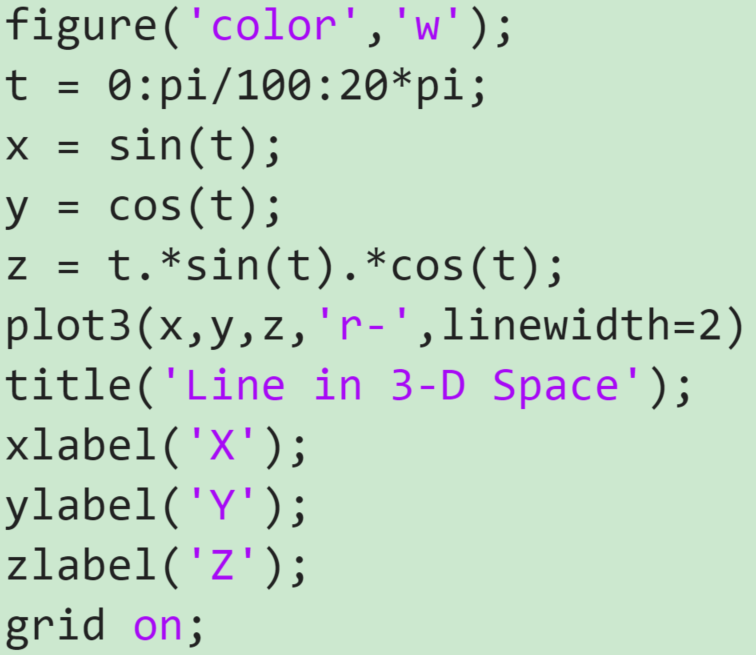 figure('color','w');
t = 0:pi/100:20*pi;
x = sin(t);
y = cos(t);
z = t.*sin(t).*cos(t);
plot3(x,y,z,'r-',linewidth=2)
title('Line in 3-D Space');
xlabel('X');
ylabel('Y');
zlabel('Z');
grid on;